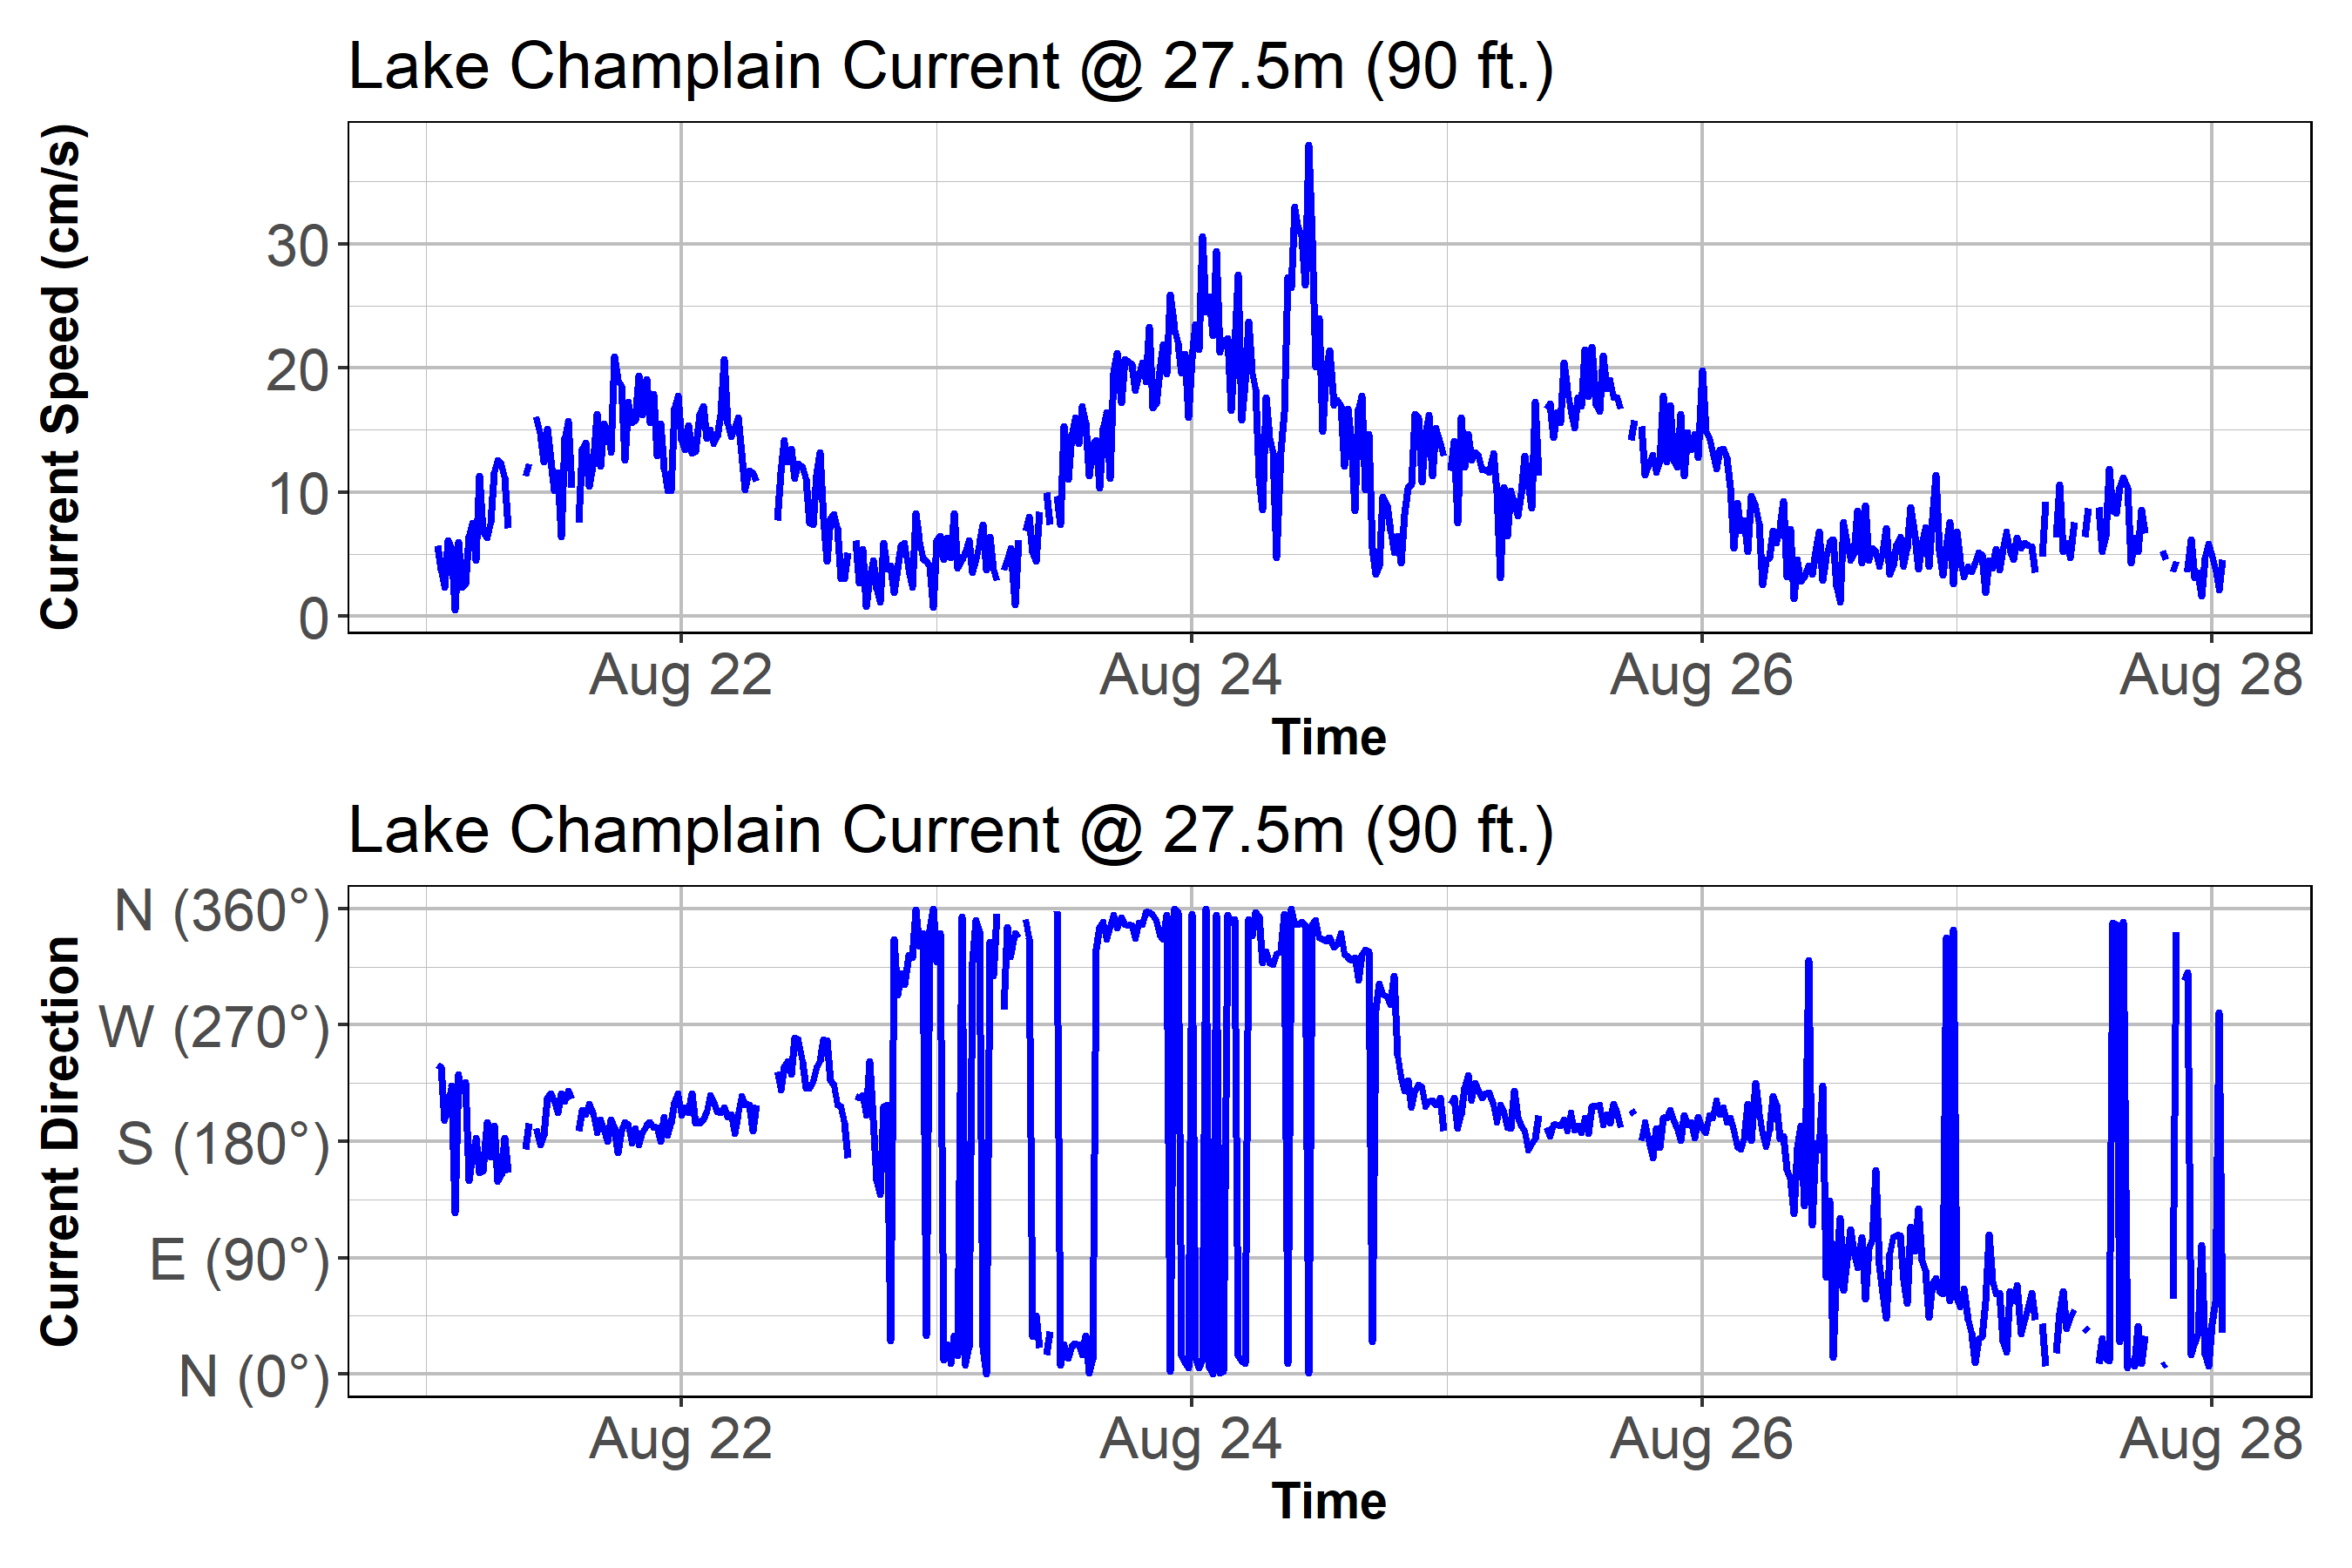 Lake Champlain Current @ 27.5m (90 ft.)
Current Speed (cm/s)
30
20
10
0
Aug 22 Aug 24 Aug 26 Aug 28
Time
Lake Champlain Current @ 27.5m (90 ft.)
Current Direction
N (360°)
W (270°)
S (180°)
E (90°)
N (0°)
Aug 22 Aug 24 Aug 26 Aug 28
Time